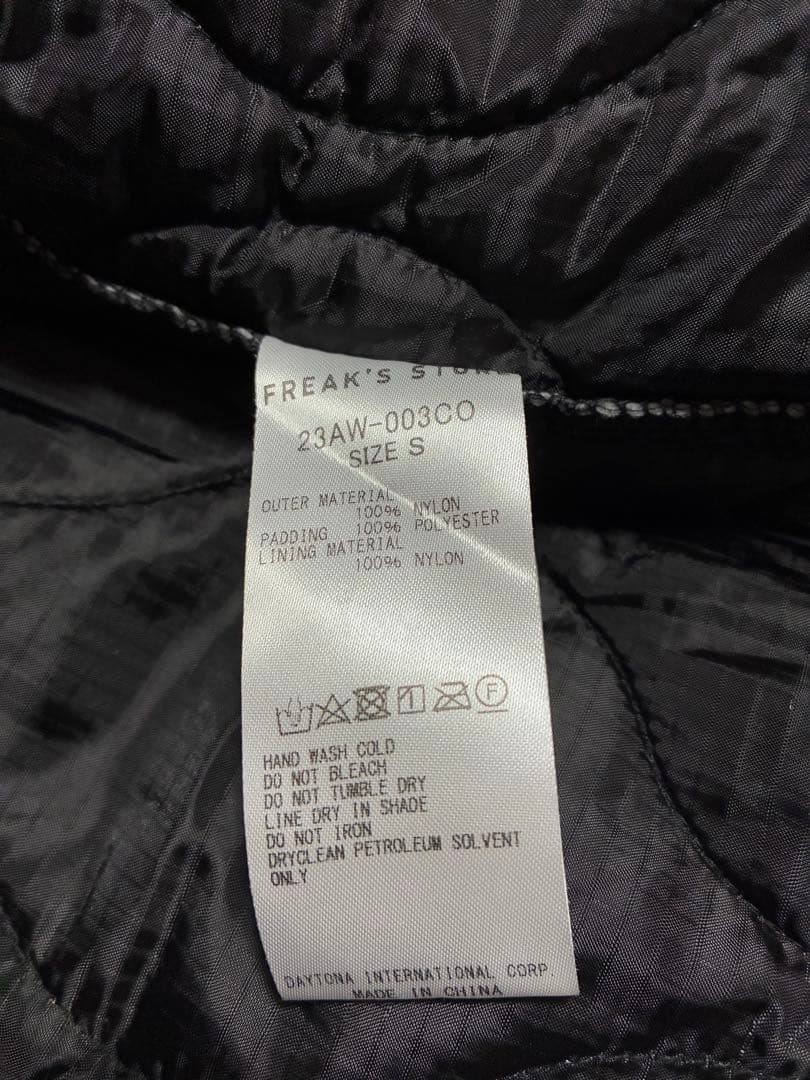 FREAK'S STORE
23AW-003CO
SIZE S
OUTER MATERIAL
100% NYLON
PADDING 100% POLYESTER
LINING MATERIAL
100% NYLON
F
HAND WASH COLD
DO NOT BLEACH
DO NOT TUMBLE DRY
LINE DRY IN SHADE
DO NOT IRON
DRYCLEAN PETROLEUM SOLVENT
ONLY
DAYTONA INTERNATIONAL CORP.
MADE IN CHINA